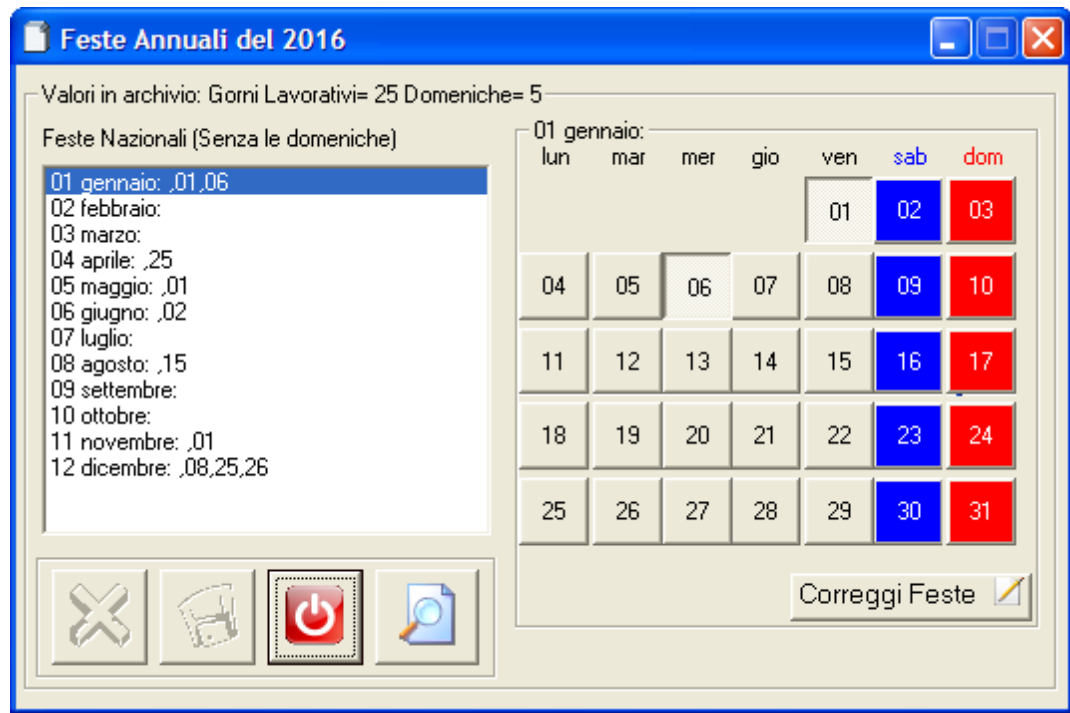 Feste Annuali del 2016
Valori in archivio: Gorni Lavorativi= 25 Domeniche= 5
Feste Nazionali (Senza le domeniche)
01 gennaio: ,01,06
02 febbraio:
03 marzo:
04 aprile: ,25
05 maggio: ,01
06 giugno: ,02
07 luglio:
08 agosto: ,15
09 settembre:
10 ottobre:
11 novembre: ,01
12 dicembre: ,08,25,26
01 gennaio:
lun mar mer gio ven sab dom
01 02 03
04 05 06 07 08 09 10
11 12 13 14 15 16 17
18 19 20 21 22 23 24
25 26 27 28 29 30 31
Correggi Feste